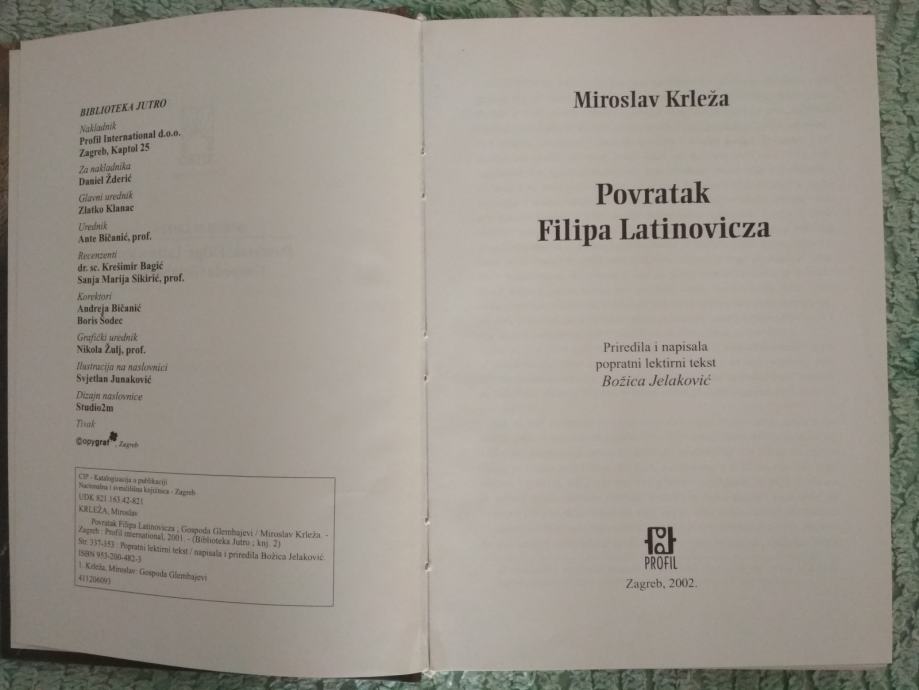 BIBLIOTEKA JUTRO
Nakladnik
Profil International d.o.o.
Zagreb, Kaptol 25
Za nakladnika
Daniel Žderić
Glavni urednik
Zlatko Klanac
Urednik
Ante Bičanić, prof.
Recenzenti
dr. sc. Krešimir Bagić
Sanja Marija Sikirić, prof.
Korektori
Andreja Bičanić
Boris Šodec
Grafički urednik
Nikola Žulj, prof.
Ilustracija na naslovnici
Svjetlan Junaković
Dizajn naslovnice
Studio2m
Tisak
©opygraf, Zagreb
CIP - Katalogizacija u publikaciji
Nacionalna i sveučilišna knjižnica - Zagreb
UDK 821.163.42-821
KRLEŽA, Miroslav
Povratak Filipa Latinovicza ; Gospoda Glembajevi / Miroslav Krleža. -
Zagreb : Profil international, 2001. - (Biblioteka Jutro ; knj. 2)
Str. 337-353 : Popratni lektirni tekst / napisala i priredila Božica Jelaković.
ISBN 953-200-482-3
1. Krleža, Miroslav: Gospoda Glembajevi
411206093
Miroslav Krleža
Povratak
Filipa Latinovicza
Priredila i napisala
popratni lektirni tekst
Božica Jelaković
PROFIL
Zagreb, 2002.